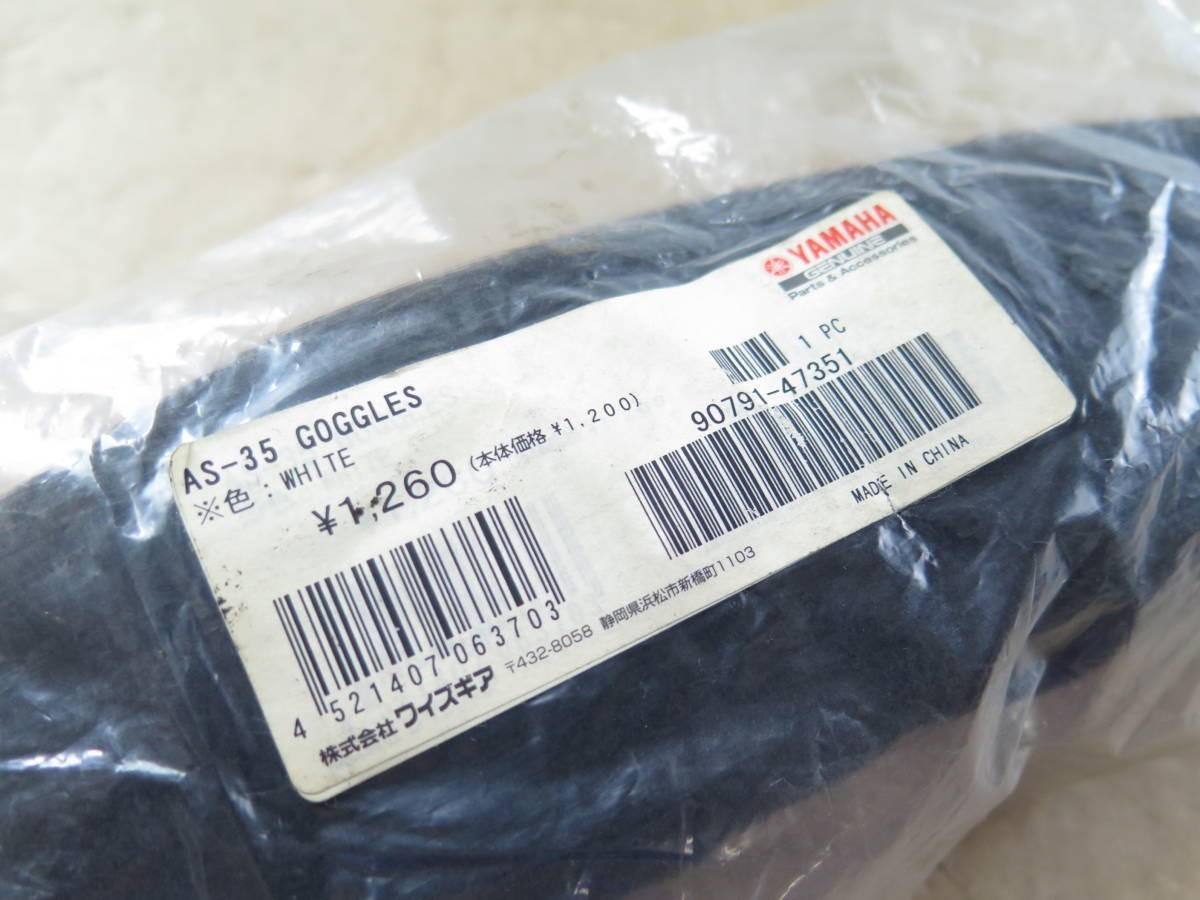 YAMAHA
GENUINE
Parts & Accessories
AS-35 GOGGLES
※色:WHITE
¥1,260 (本体価格 ¥1,200)
1 PC
90791-47351
MADE IN CHINA
4 521407 063703
株式会社ワイズギア 〒432-8058 静岡県浜松市新橋町1103